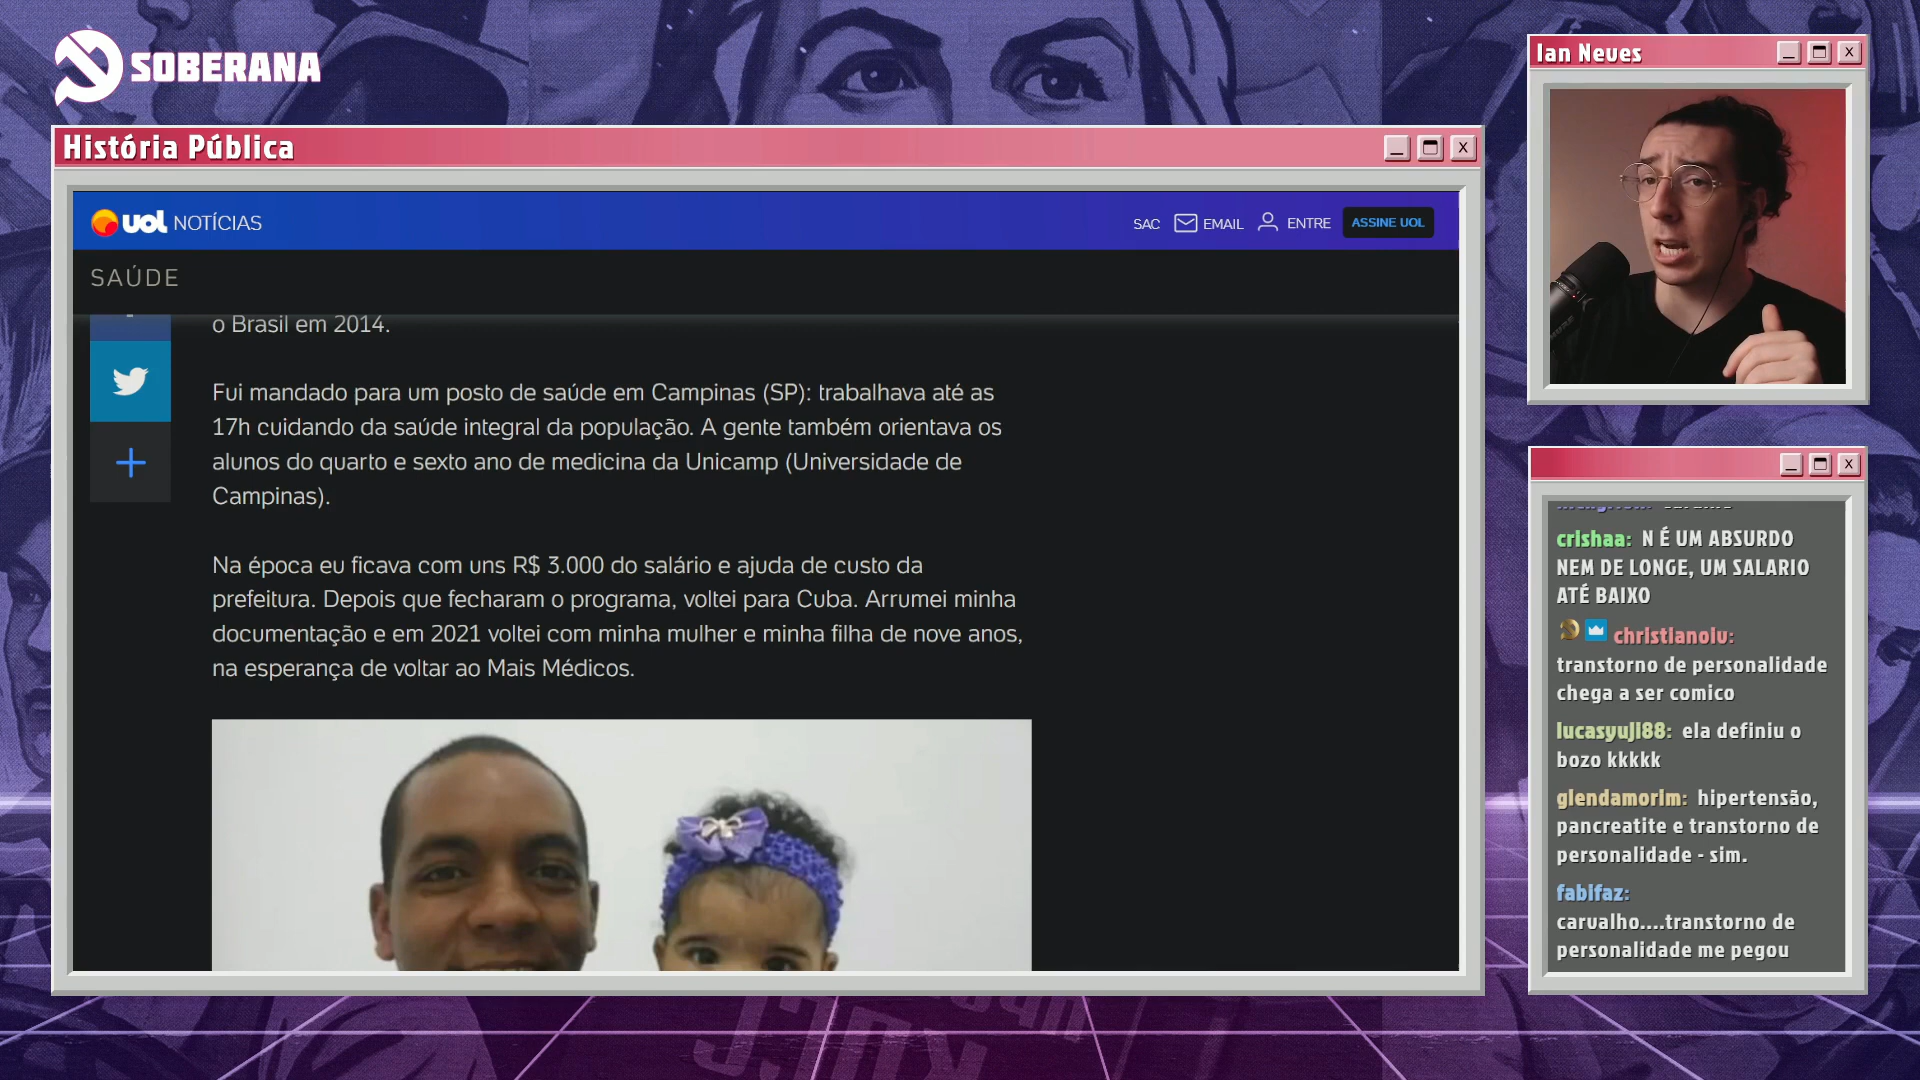 SOBERANA
História Pública
uol NOTÍCIAS
SAC
EMAIL
ENTRE
ASSINE UOL
SAÚDE
o Brasil em 2014.
Fui mandado para um posto de saúde em Campinas (SP): trabalhava até as
17h cuidando da saúde integral da população. A gente também orientava os
alunos do quarto e sexto ano de medicina da Unicamp (Universidade de
Campinas).
Na época eu ficava com uns R$ 3.000 do salário e ajuda de custo da
prefeitura. Depois que fecharam o programa, voltei para Cuba. Arrumei minha
documentação e em 2021 voltei com minha mulher e minha filha de nove anos,
na esperança de voltar ao Mais Médicos.
Ian Neves
crishaa: N É UM ABSURDO
NEM DE LONGE, UM SALARIO
ATÉ BAIXO
christianoiv:
transtorno de personalidade
chega a ser comico
lucasyuji88: ela definiu o
bozo kkkkk
glendamorim: hipertensão,
pancreatite e transtorno de
personalidade - sim.
fabifaz:
carvalho....transtorno de
personalidade me pegou